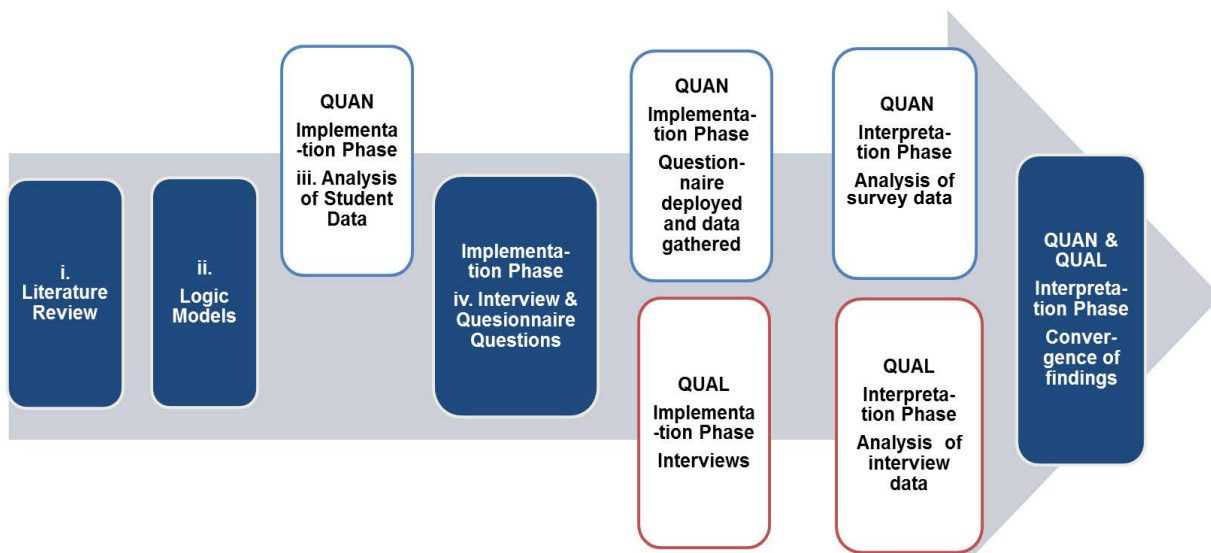 i.
Literature
Review
ii.
Logic
Models
QUAN
Implementa
-tion Phase
iii. Analysis
of Student
Data
Implementa-
tion Phase
iv. Interview &
Quesionnaire
Questions
QUAN
Implementa-
tion Phase
Question-
naire
deployed
and data
gathered
QUAL
Implementa
-tion Phase
Interviews
QUAN
Interpreta-
tion Phase
Analysis of
survey data
QUAL
Interpreta-
tion Phase
Analysis of
interview
data
QUAN &
QUAL
Interpreta-
tion Phase
Conver-
gence of
findings